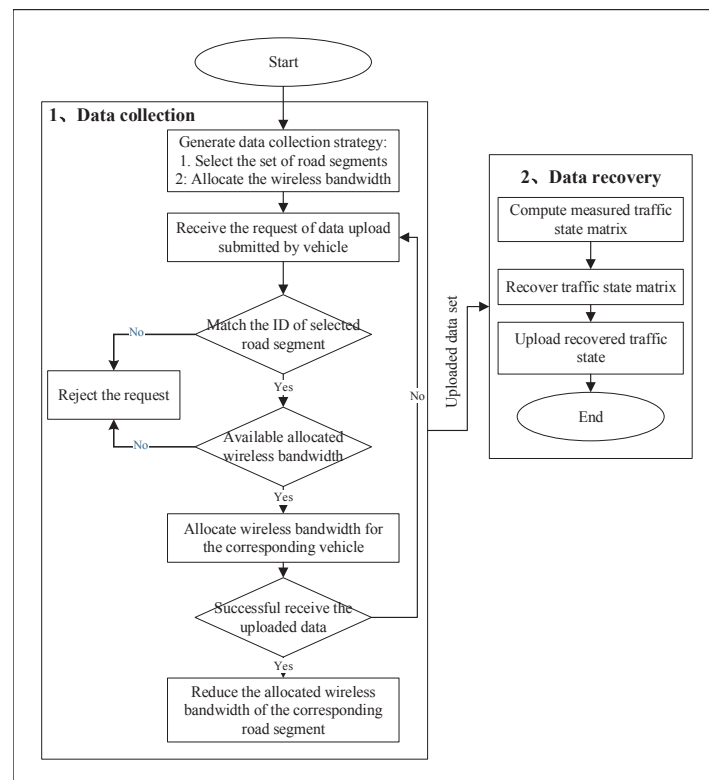 Start
1、Data collection
Generate data collection strategy:
1. Select the set of road segments
2: Allocate the wireless bandwidth
Receive the request of data upload
submitted by vehicle
Match the ID of selected
road segment
No
Reject the request
Yes
Available allocated
wireless bandwidth
No
Yes
Allocate wireless bandwidth for
the corresponding vehicle
Successful receive the
uploaded data
No
Yes
Reduce the allocated wireless
bandwidth of the corresponding
road segment
Uploaded data set
2、Data recovery
Compute measured traffic
state matrix
Recover traffic state matrix
Upload recovered traffic
state
End